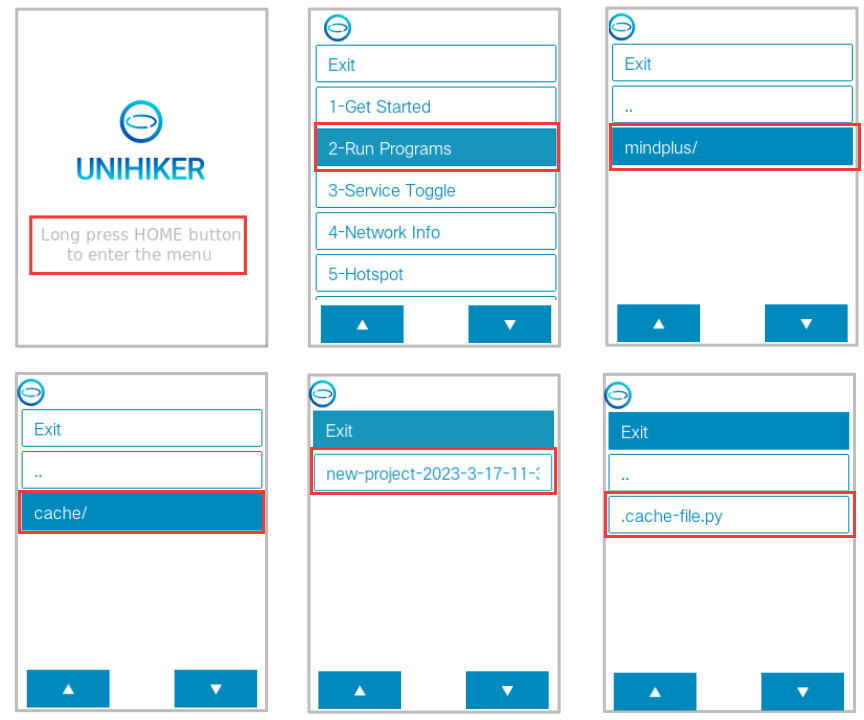 UNIHIKER
Long press HOME button
to enter the menu
Exit
1-Get Started
2-Run Programs
3-Service Toggle
4-Network Info
5-Hotspot
Exit
..
mindplus/
Exit
..
cache/
Exit
new-project-2023-3-17-11-
Exit
..
.cache-file.py